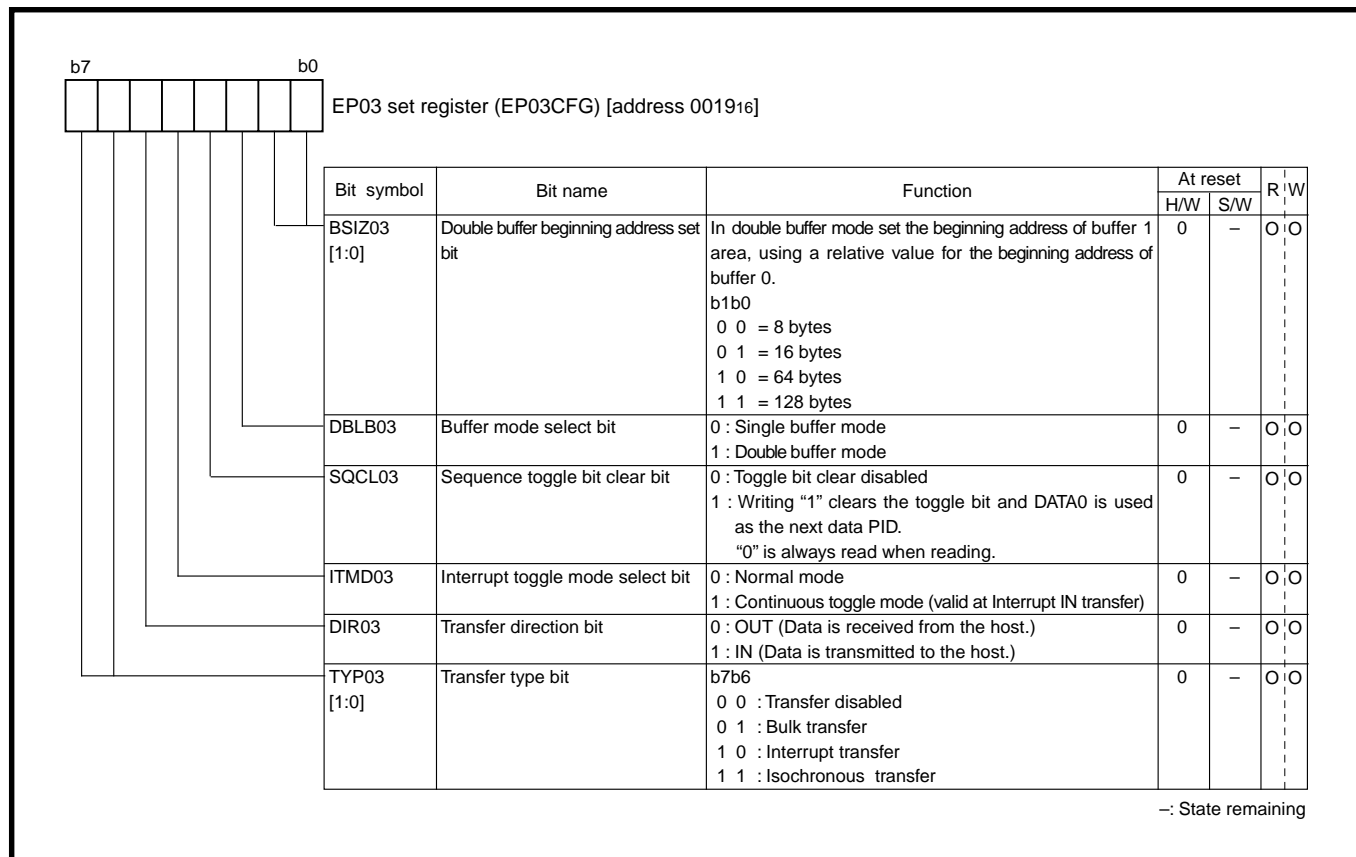 b7 b0
EP03 set register (EP03CFG) [address 001916]
Bit symbol Bit name Function At reset R W
H/W S/W
BSIZ03 Double buffer beginning address set In double buffer mode set the beginning address of buffer 1 0 – O O
[1:0] bit area, using a relative value for the beginning address of
buffer 0.
b1b0
0 0 = 8 bytes
0 1 = 16 bytes
1 0 = 64 bytes
1 1 = 128 bytes
DBLB03 Buffer mode select bit 0 : Single buffer mode 0 – O O
1 : Double buffer mode
SQCL03 Sequence toggle bit clear bit 0 : Toggle bit clear disabled 0 – O O
1 : Writing “1” clears the toggle bit and DATA0 is used
as the next data PID.
“0” is always read when reading.
ITMD03 Interrupt toggle mode select bit 0 : Normal mode 0 – O O
1 : Continuous toggle mode (valid at Interrupt IN transfer)
DIR03 Transfer direction bit 0 : OUT (Data is received from the host.) 0 – O O
1 : IN (Data is transmitted to the host.)
TYP03 Transfer type bit b7b6 0 – O O
[1:0] 0 0 : Transfer disabled
0 1 : Bulk transfer
1 0 : Interrupt transfer
1 1 : Isochronous transfer
–: State remaining